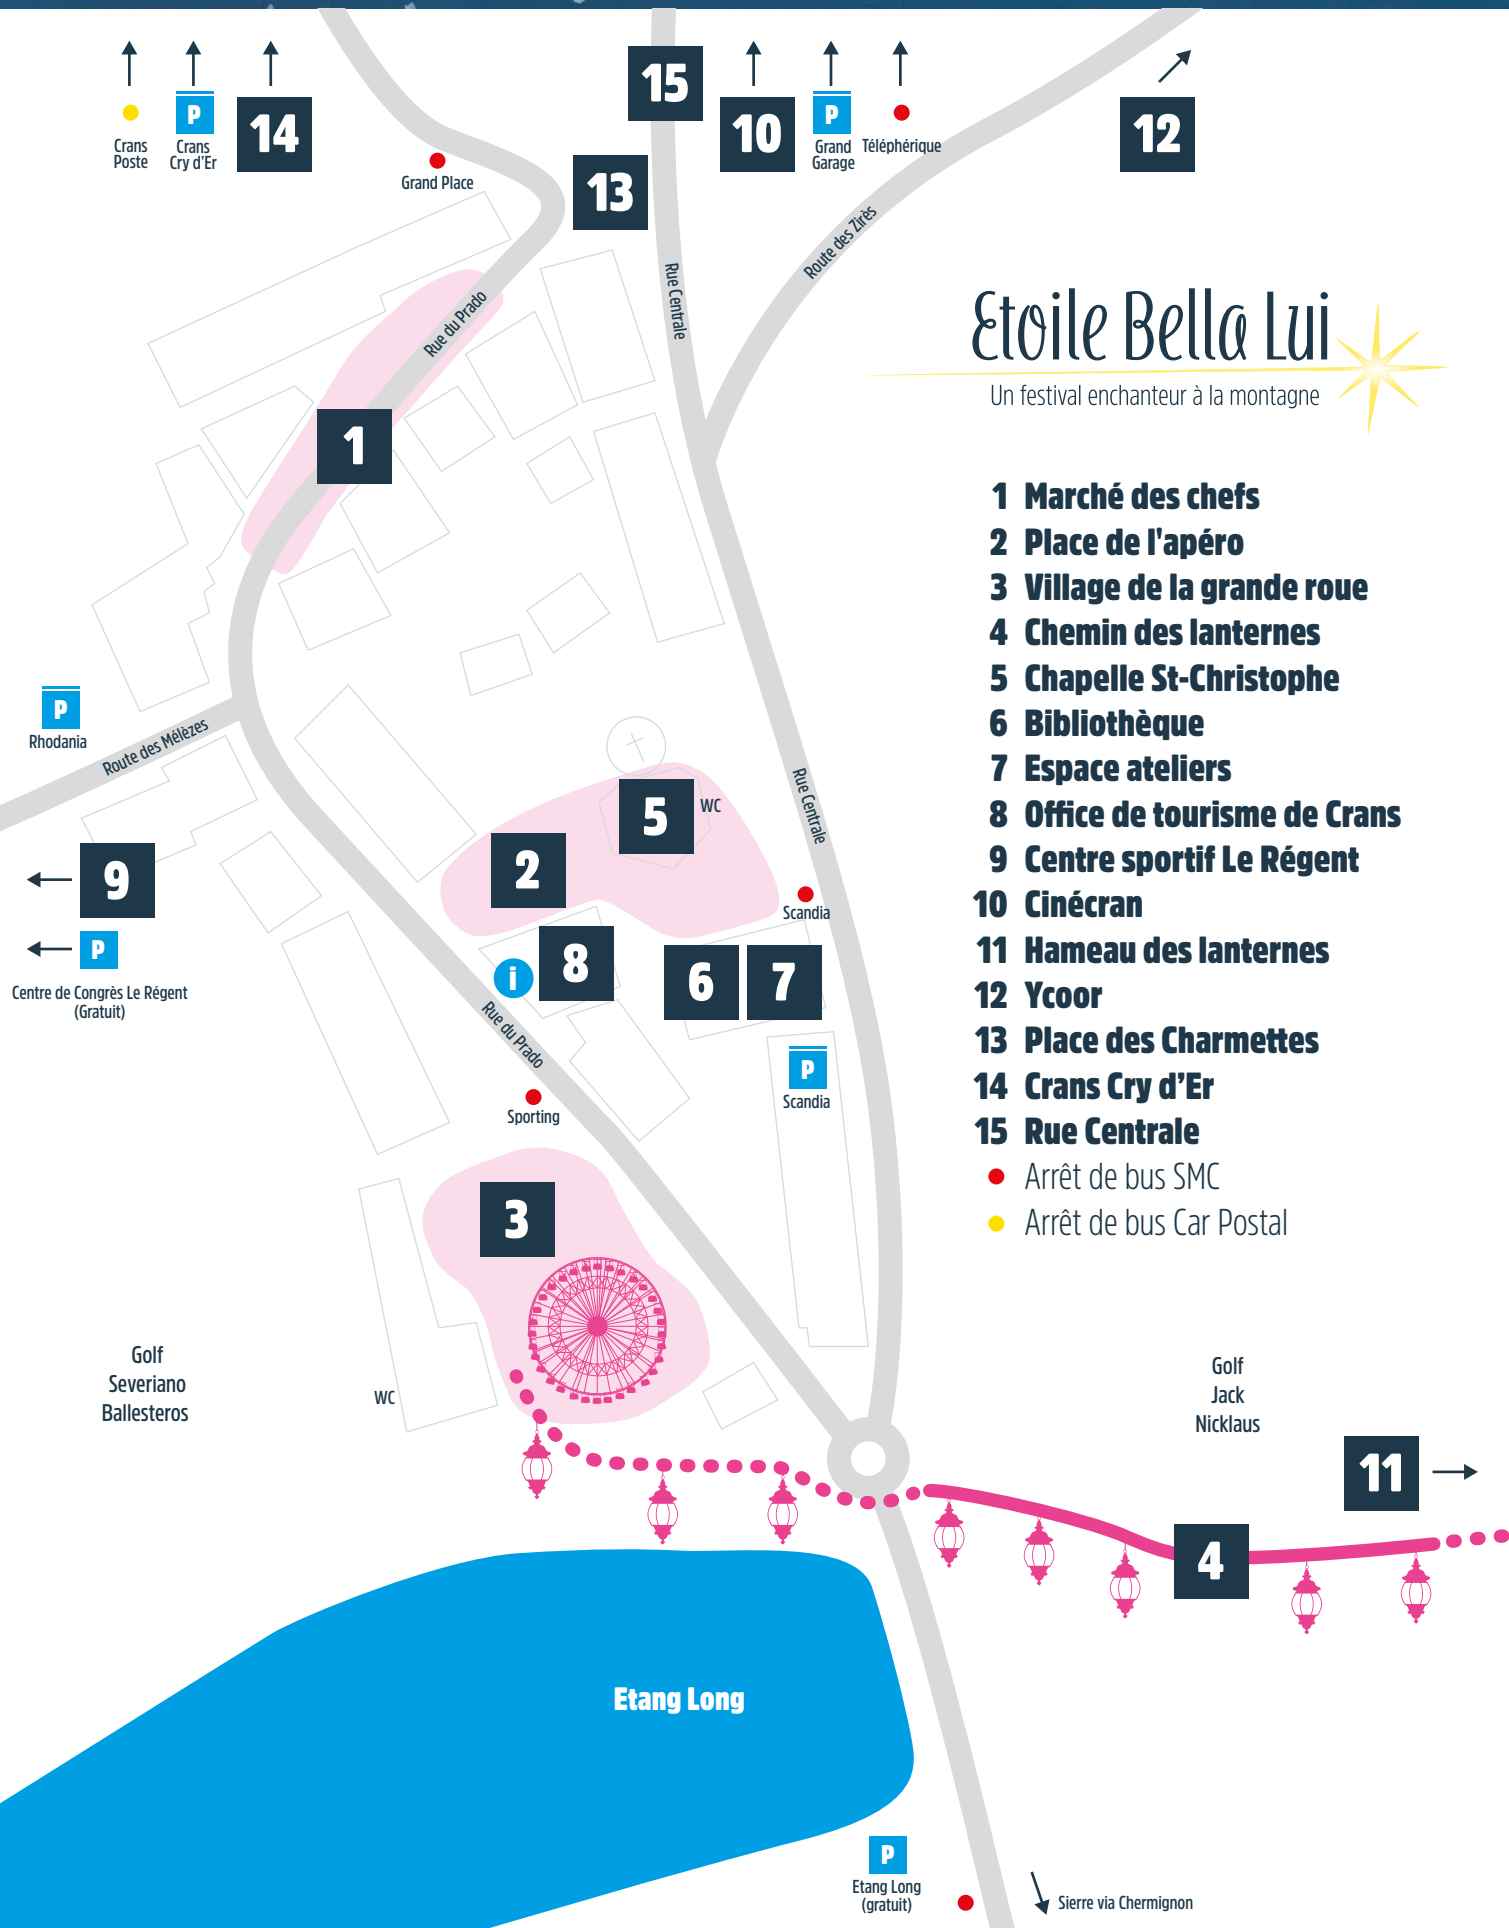 Crans
Poste
P
Crans
Cry d'Er
14
15
10
P
Grand
Garage
Téléphérique
12
Grand Place
13
Route des Zirès
Rue Centrale
Rue du Prado
Etoile Bella Lui
Un festival enchanteur à la montagne
1
1 Marché des chefs
2 Place de l'apéro
3 Village de la grande roue
4 Chemin des lanternes
5 Chapelle St-Christophe
6 Bibliothèque
7 Espace ateliers
8 Office de tourisme de Crans
9 Centre sportif Le Régent
10 Cinécran
11 Hameau des lanternes
12 Ycoor
13 Place des Charmettes
14 Crans Cry d’Er
15 Rue Centrale
Arrêt de bus SMC
Arrêt de bus Car Postal
P
Rhodania
Route des Mélèzes
Rue Centrale
5
WC
2
9
Scandia
P
Centre de Congrès Le Régent
(Gratuit)
i
8
6
7
Rue du Prado
P
Scandia
Sporting
3
Golf
Severiano
Ballesteros
WC
Golf
Jack
Nicklaus
11
4
Etang Long
P
Etang Long
(gratuit)
Sierre via Chermignon